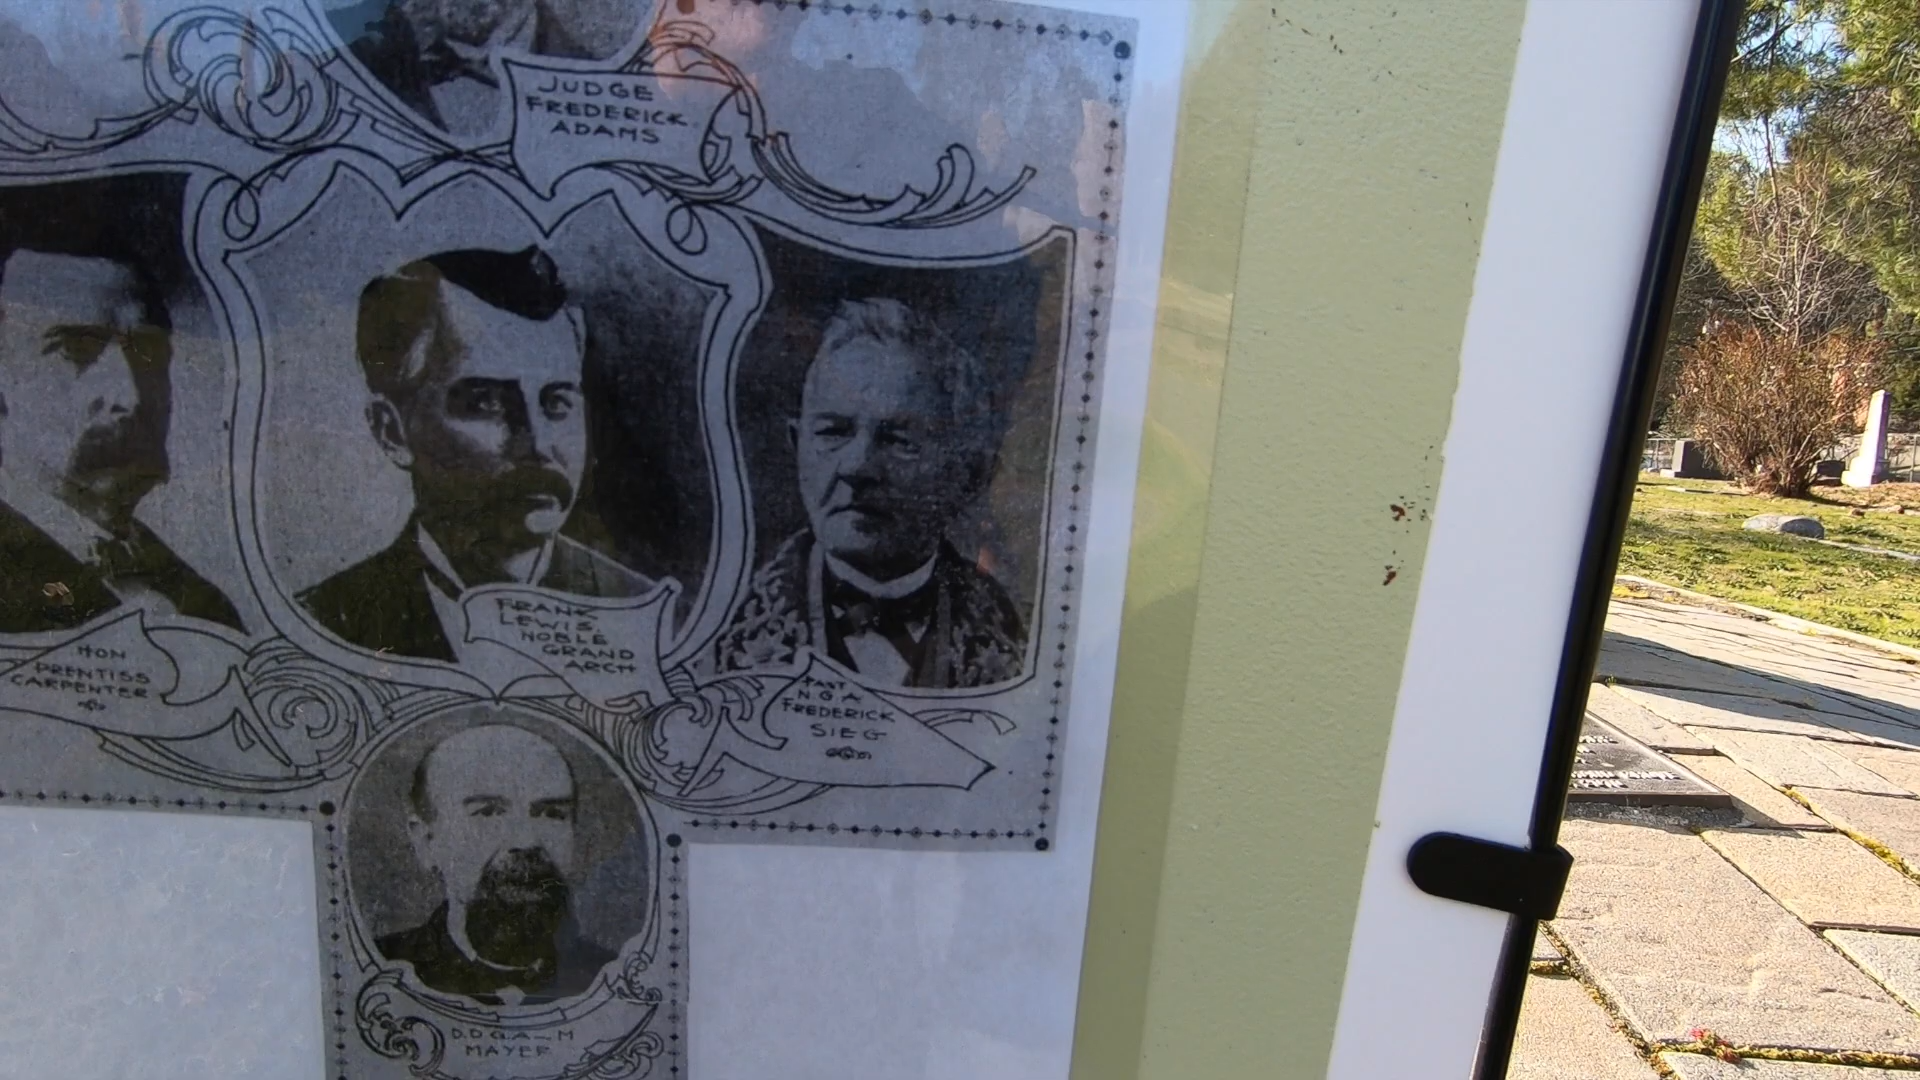 JUDGE
FREDERICK
ADAMS
HON
PRENTISS
CARPENTER
FRANK
LEWIS,
NOBLE
GRAND
ARCH
PAST
N G A
FREDERICK
SIEG
MAYER